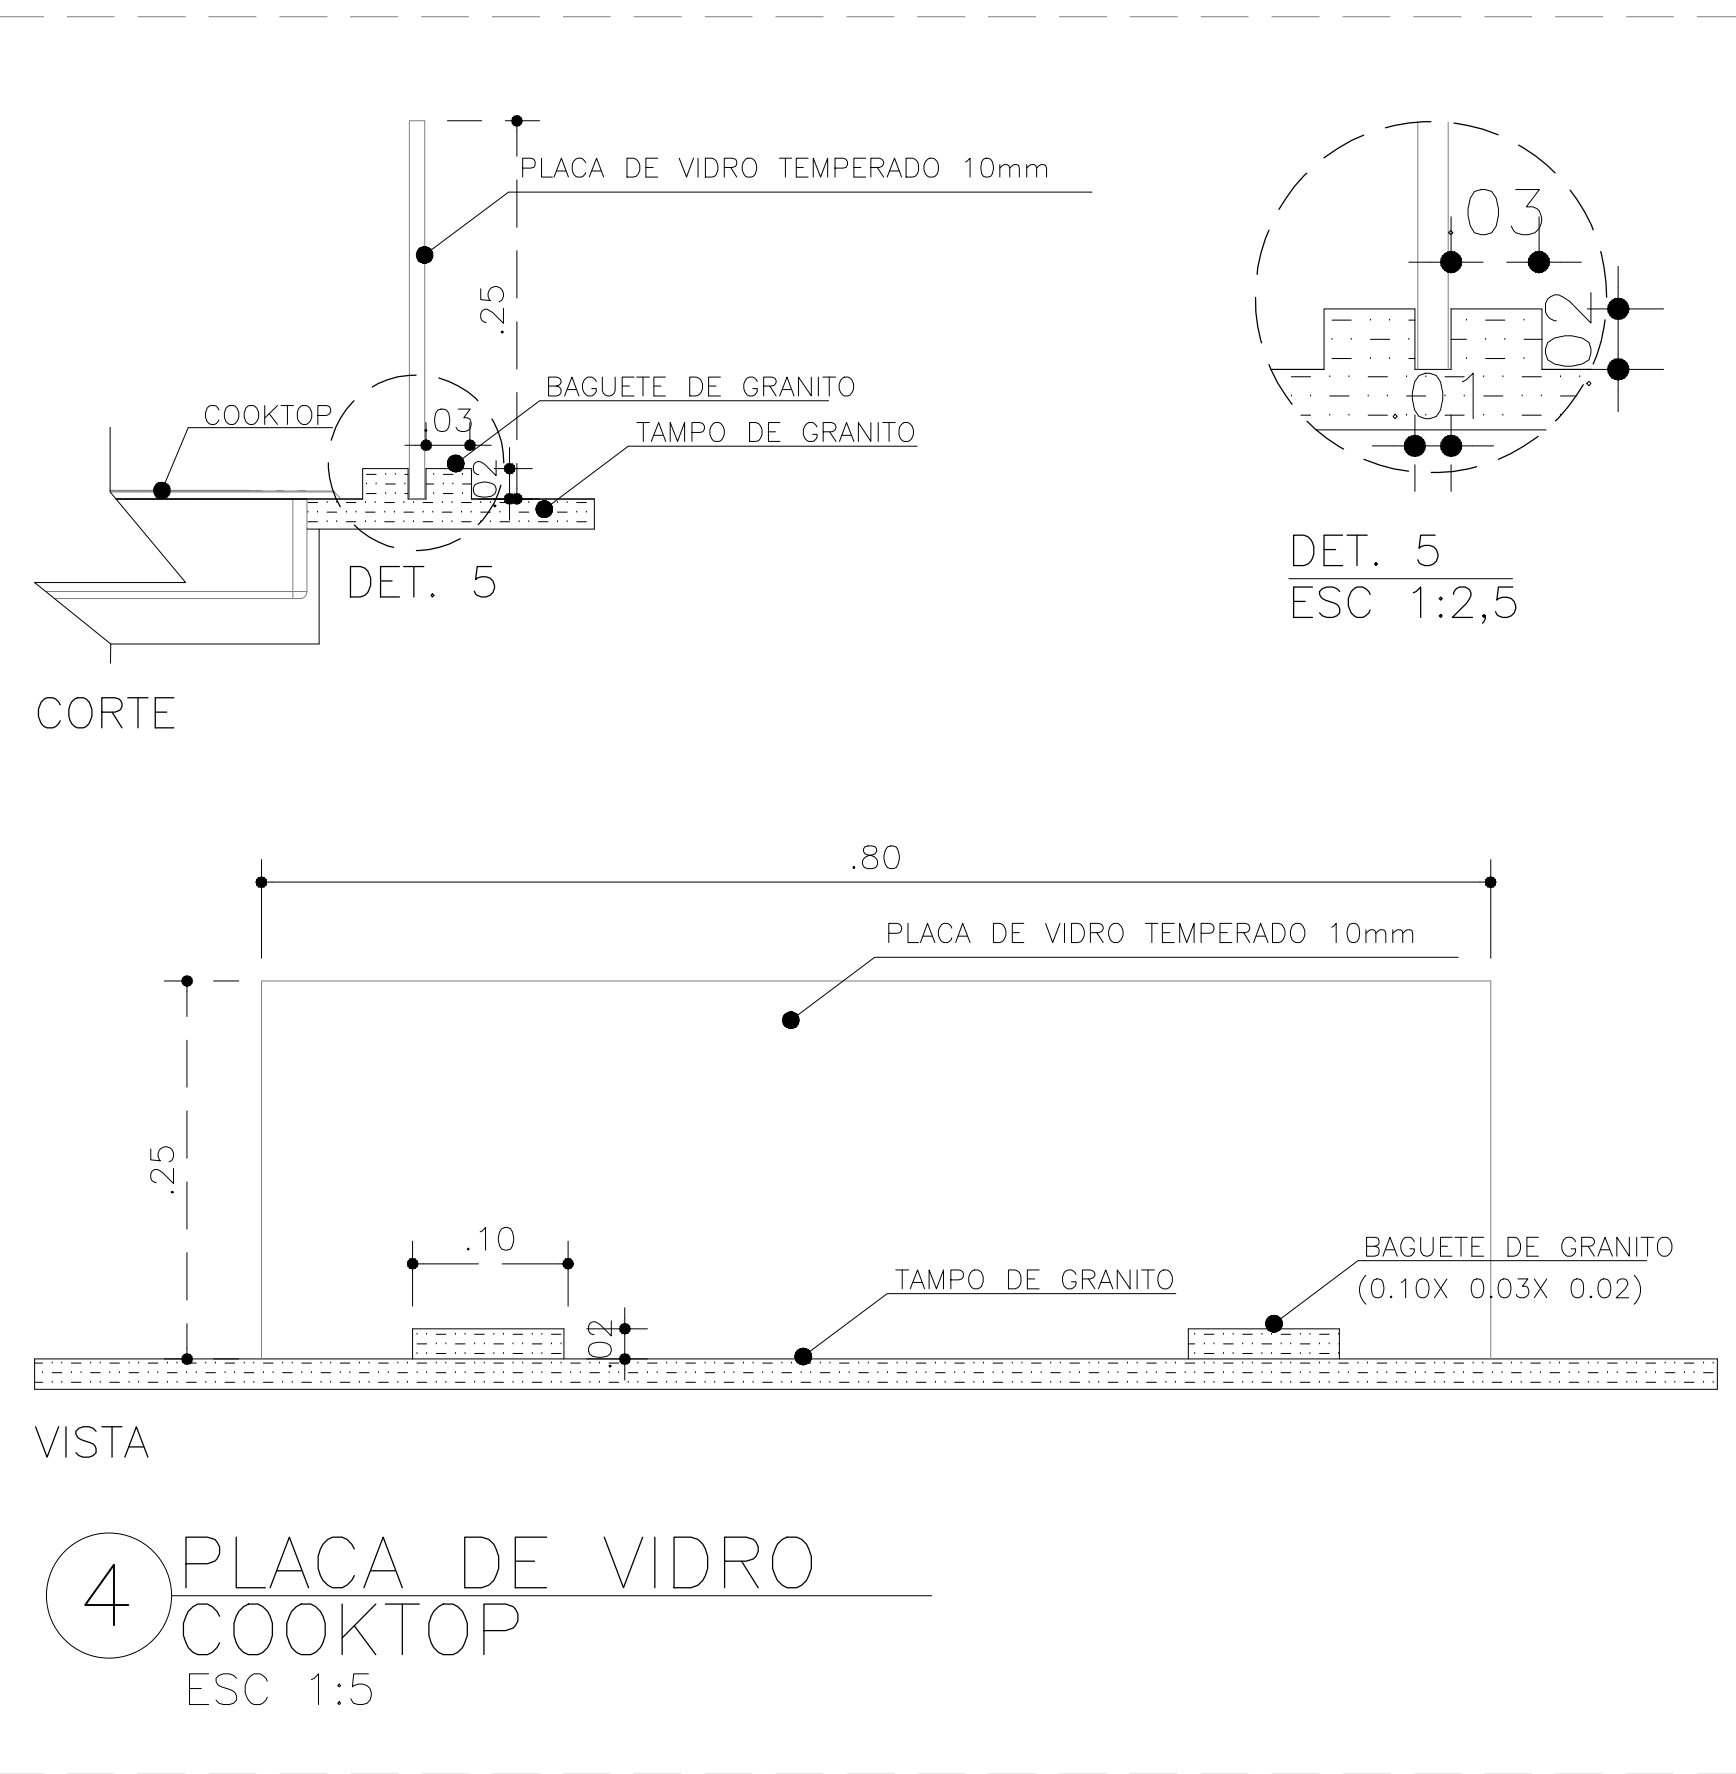 PLACA DE VIDRO TEMPERADO 10mm
.25
BAGUETE DE GRANITO
COOKTOP
.03
TAMPO DE GRANITO
.02
DET. 5
CORTE
.03
.02
.01
DET. 5
ESC 1:2,5
.80
PLACA DE VIDRO TEMPERADO 10mm
.25
.10
BAGUETE DE GRANITO
(0.10X 0.03X 0.02)
TAMPO DE GRANITO
.02
VISTA
4
PLACA DE VIDRO
COOKTOP
ESC 1:5